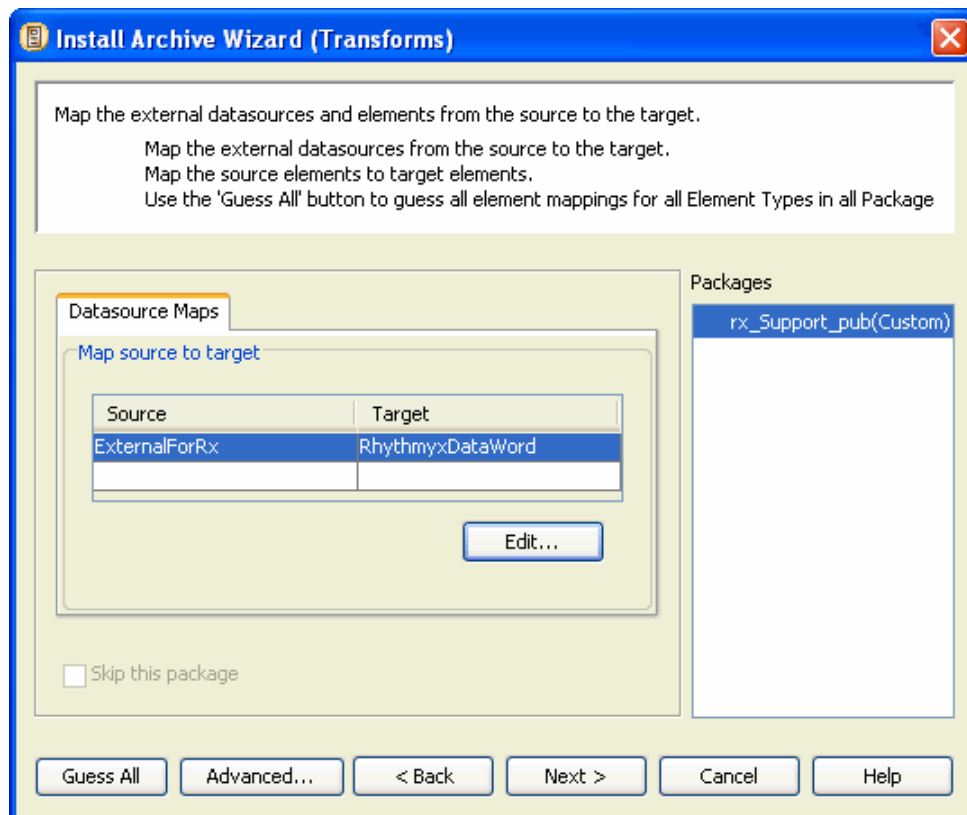 Install Archive Wizard (Transforms)
Map the external datasources and elements from the source to the target.
Map the external datasources from the source to the target.
Map the source elements to target elements.
Use the 'Guess All' button to guess all element mappings for all Element Types in all Package
Datasource Maps
Map source to target
Source Target
ExternalForRx RhythmyxDataWord
Edit...
Skip this package
Packages
rx_Support_pub(Custom)
Guess All Advanced... < Back Next > Cancel Help